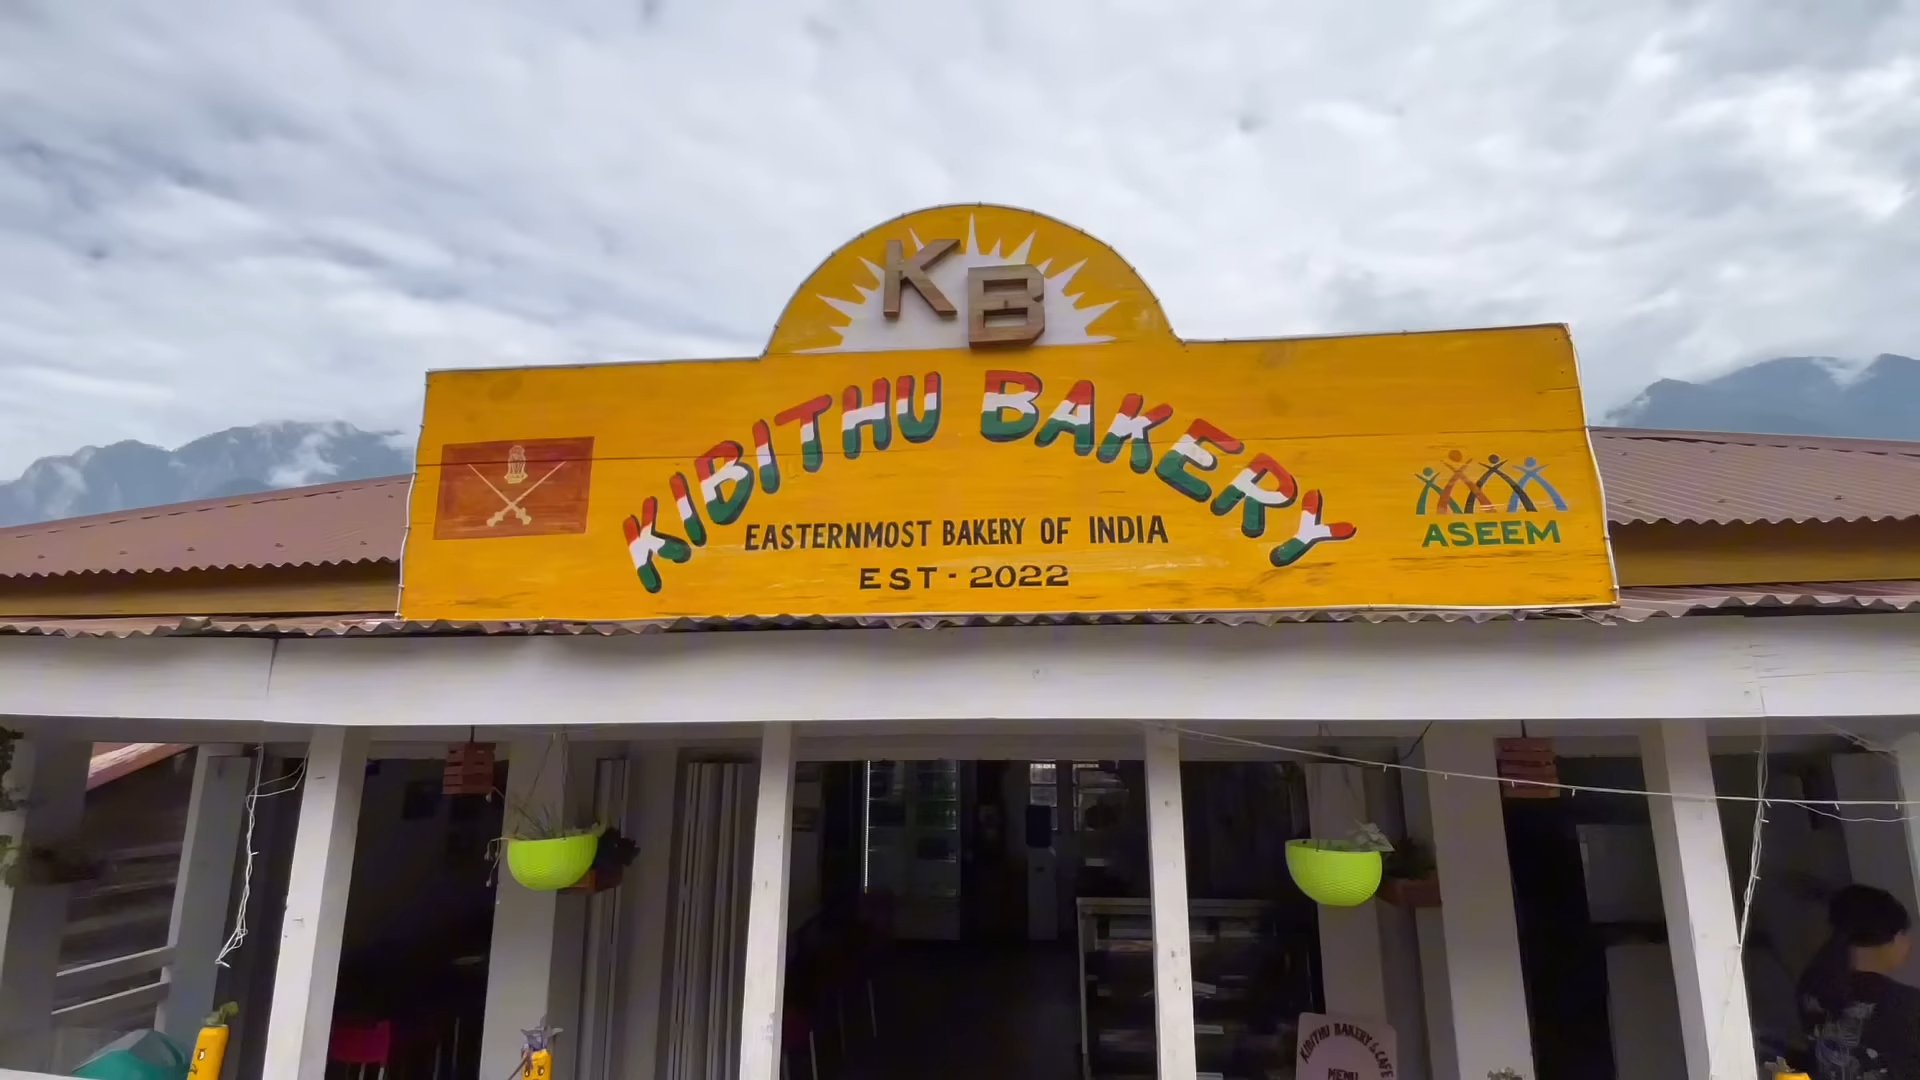 KB
KIBITHU BAKERY
EASTERNMOST BAKERY OF INDIA
EST - 2022
ASEEM
KIBITHU BAKERY & CAFE
MENU